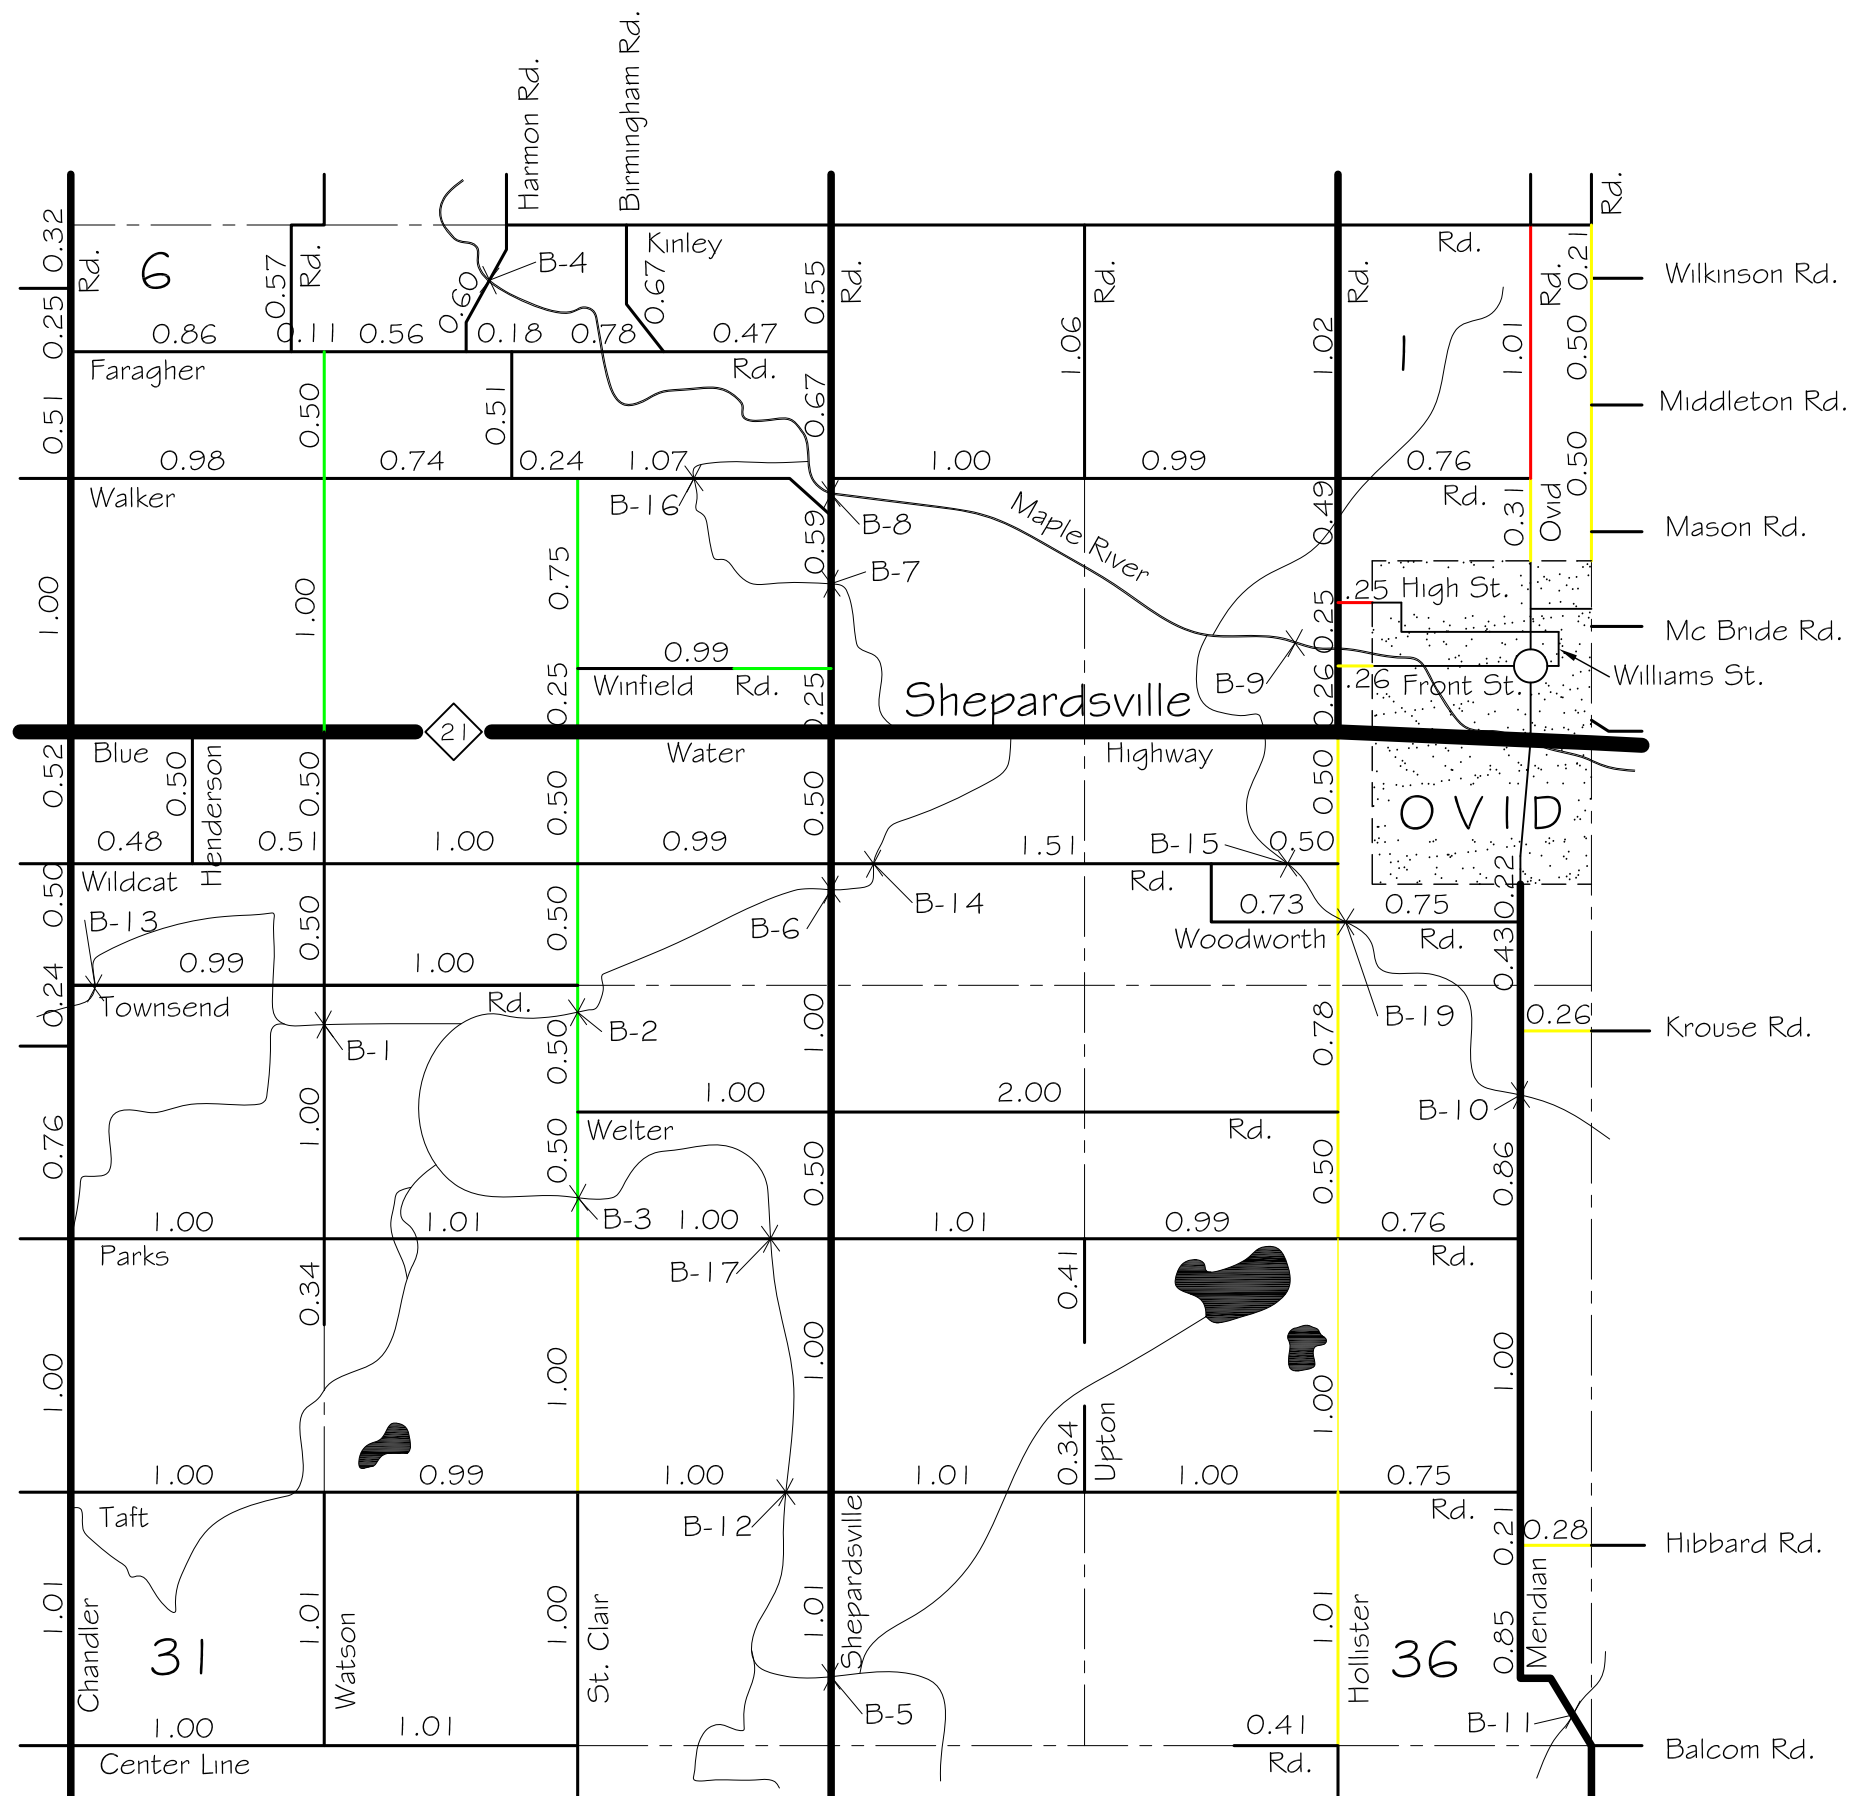 Harmon Rd.
Birmingham Rd.
Rd.
0.32
Rd.
6
0.57
Rd.
B-4
0.60
Kinley
0.67
0.55
Rd.
Rd.
Rd.
Rd.
Rd.
0.21
Wilkinson Rd.
0.25
0.86
0.11
0.56
0.18
0.78
0.47
1.06
1.02
1
1.01
0.50
Faragher
Rd.
Middleton Rd.
0.51
0.50
0.51
0.67
0.98
0.74
0.24
1.07
1.00
0.99
0.76
0.50
Walker
B-16
B-8
Maple River
Rd.
0.49
0.31
Ovid
Mason Rd.
0.59
B-7
1.00
1.00
0.75
.25
High St.
0.25
Mc Bride Rd.
0.99
Winfield
Rd.
0.25
0.25
Shepardsville
B-9
0.26
.26
Front St.
Williams St.
21
Blue
Water
Highway
0.52
0.50
Henderson
0.50
0.50
0.50
0.50
OVID
0.48
0.51
1.00
0.99
1.51
B-15
0.50
Wildcat
Rd.
0.50
B-13
0.50
0.50
B-6
B-14
0.73
0.75
0.22
Woodworth
Rd.
0.43
0.99
1.00
0.24
Townsend
Rd.
B-1
B-2
0.50
1.00
0.78
B-19
0.26
Krouse Rd.
1.00
1.00
2.00
B-10
0.76
Welter
Rd.
0.50
0.50
0.50
0.86
1.00
1.01
B-3
1.00
1.01
0.99
0.76
Parks
Rd.
B-17
0.34
0.41
1.00
1.00
1.00
1.00
1.00
0.34
Upton
1.00
0.99
1.00
1.01
1.00
0.75
Taft
B-12
Rd.
0.21
0.28
Hibbard Rd.
1.01
Chandler
31
1.01
Watson
1.00
St. Clair
1.01
Shepardsville
1.01
Hollister
36
0.85
Meridian
B-5
B-11
1.00
1.01
0.41
Center Line
Rd.
Balcom Rd.